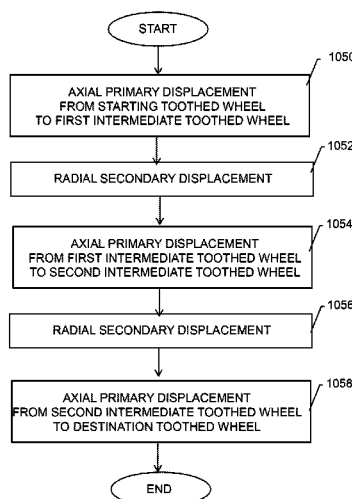 START
1050
AXIAL PRIMARY DISPLACEMENT
FROM STARTING TOOTHED WHEEL
TO FIRST INTERMEDIATE TOOTHED WHEEL
1052
RADIAL SECONDARY DISPLACEMENT
1054
AXIAL PRIMARY DISPLACEMENT
FROM FIRST INTERMEDIATE TOOTHED WHEEL
TO SECOND INTERMEDIATE TOOTHED WHEEL
1056
RADIAL SECONDARY DISPLACEMENT
1058
AXIAL PRIMARY DISPLACEMENT
FROM SECOND INTERMEDIATE TOOTHED WHEEL
TO DESTINATION TOOTHED WHEEL
END